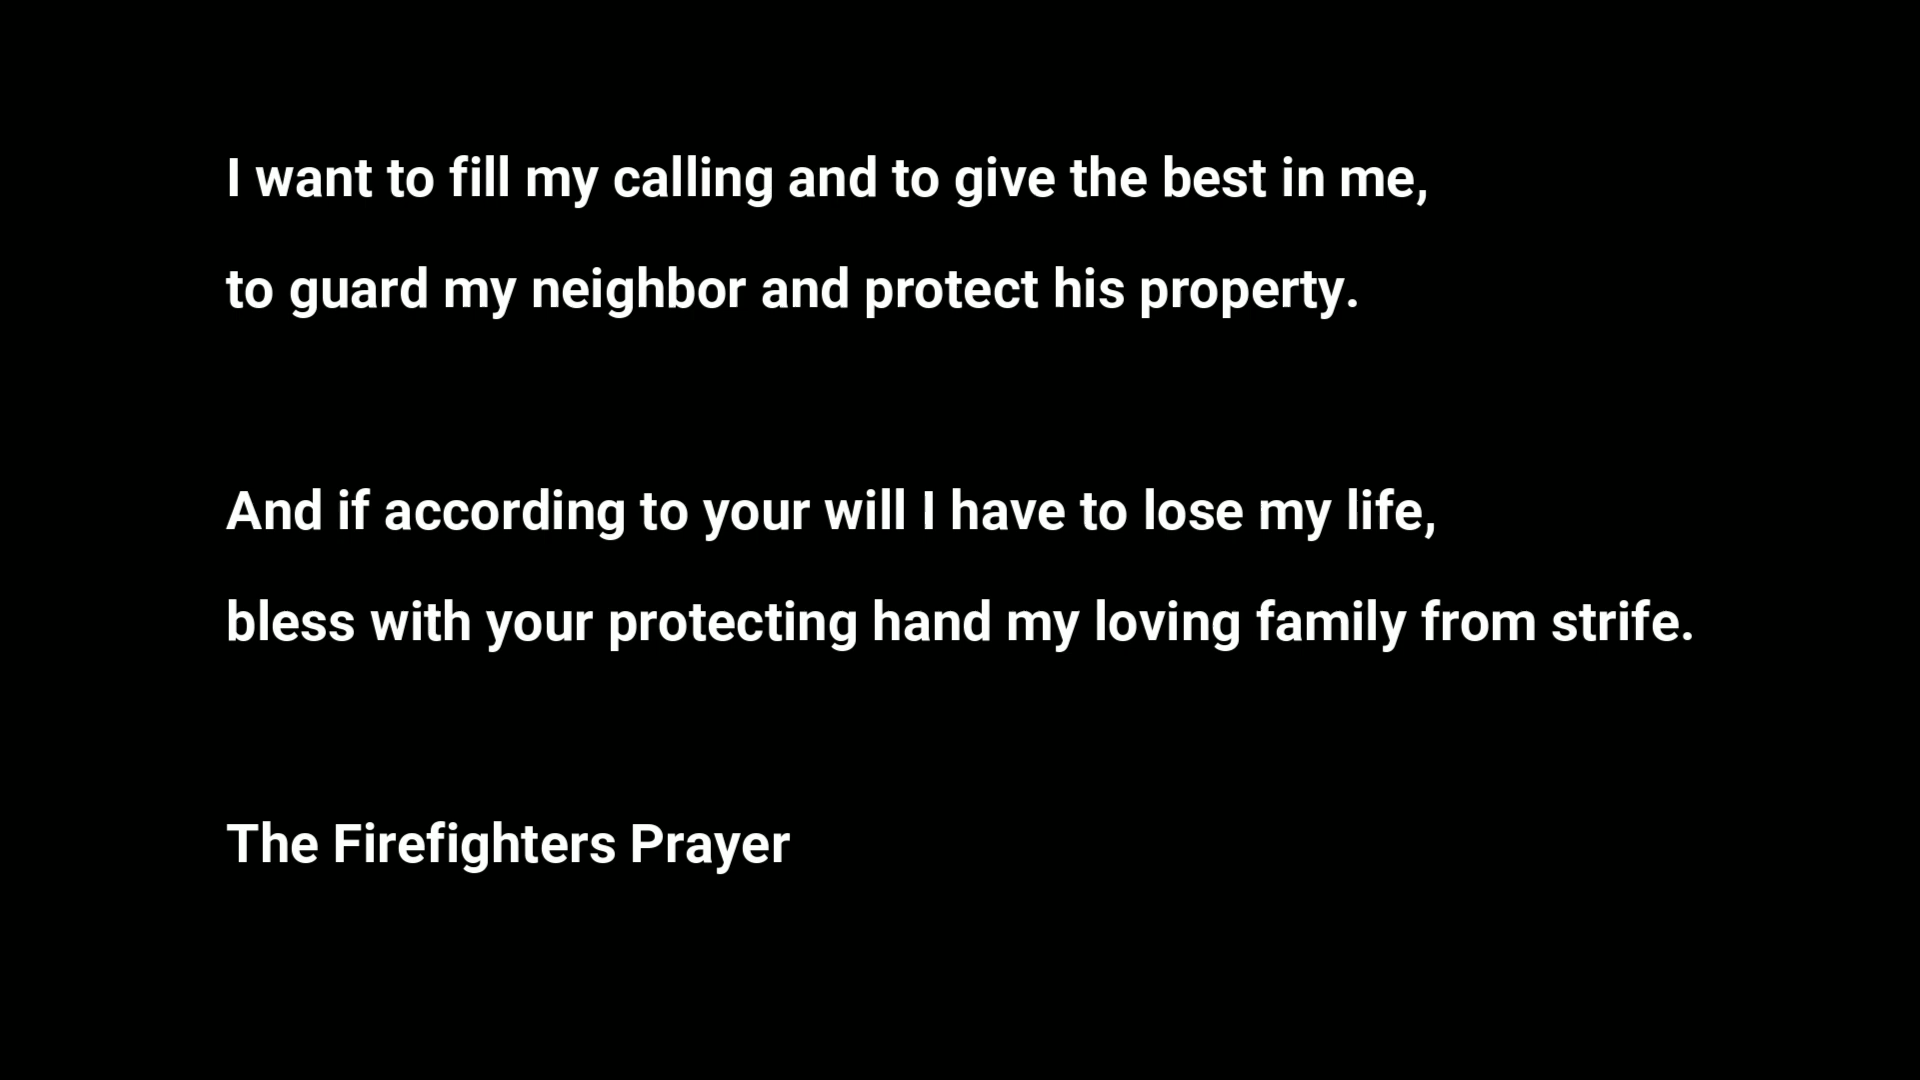 I want to fill my calling and to give the best in me,
to guard my neighbor and protect his property.
And if according to your will I have to lose my life,
bless with your protecting hand my loving family from strife.
The Firefighters Prayer